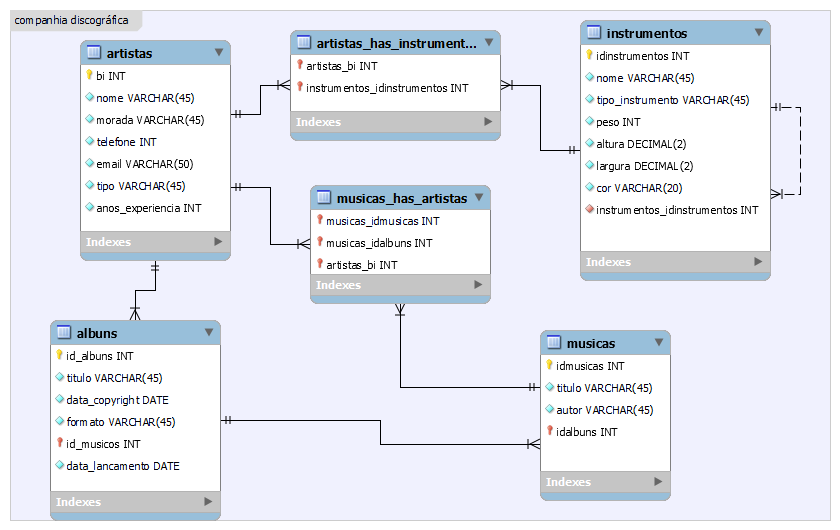 companhia discográfica
artistas
bi INT
nome VARCHAR(45)
morada VARCHAR(45)
telefone INT
email VARCHAR(50)
tipo VARCHAR(45)
anos_experiencia INT
Indexes
artistas_has_instrument...
artistas_bi INT
instrumentos_idinstrumentos INT
Indexes
instrumentos
idinstrumentos INT
nome VARCHAR(45)
tipo_instrumento VARCHAR(45)
peso INT
altura DECIMAL(2)
largura DECIMAL(2)
cor VARCHAR(20)
instrumentos_idinstrumentos INT
Indexes
musicas_has_artistas
musicas_idmusicas INT
musicas_idalbuns INT
artistas_bi INT
Indexes
albuns
id_albuns INT
titulo VARCHAR(45)
data_copyright DATE
formato VARCHAR(45)
id_musicos INT
data_lancamento DATE
Indexes
musicas
idmusicas INT
titulo VARCHAR(45)
autor VARCHAR(45)
idalbuns INT
Indexes